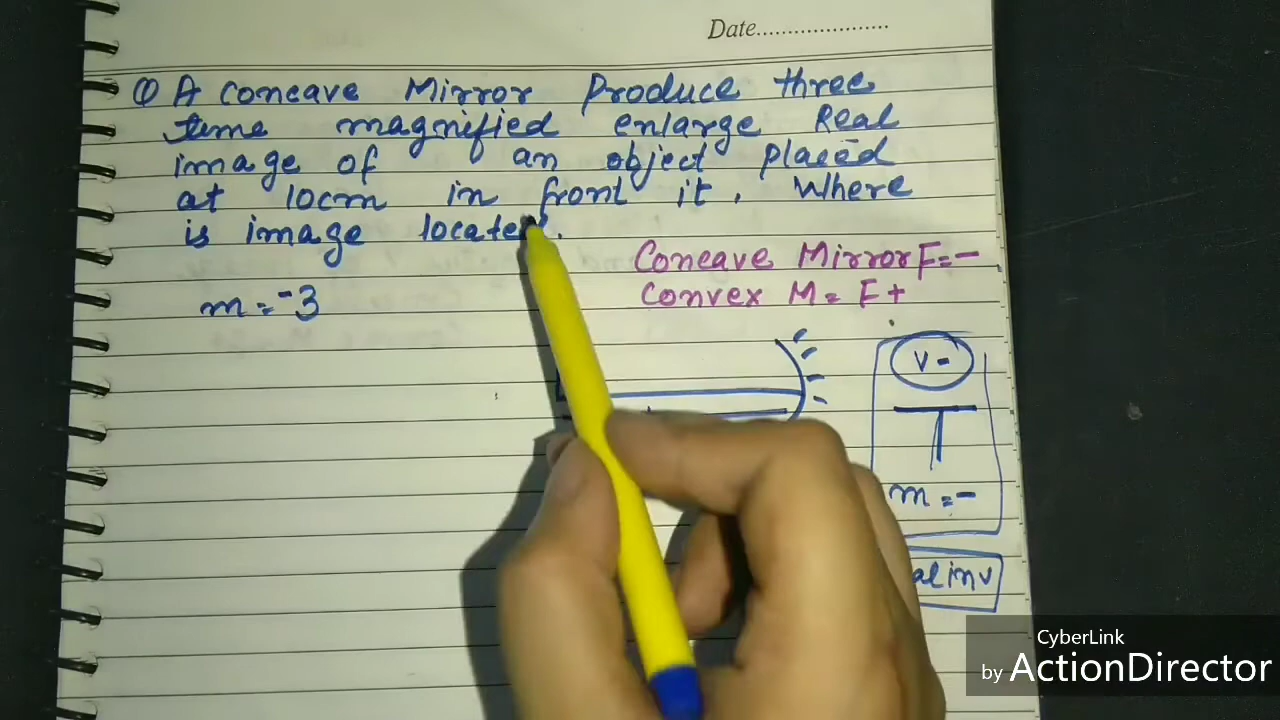 Date.....................
Q A Concave Mirror Produce three
time magnified enlarge Real
image of an object placed
at 10cm in front it. Where
is image located.
Concave Mirror F=-
Convex M= F+
m=-3
v-
m=-
inv
by CyberLink
ActionDirector